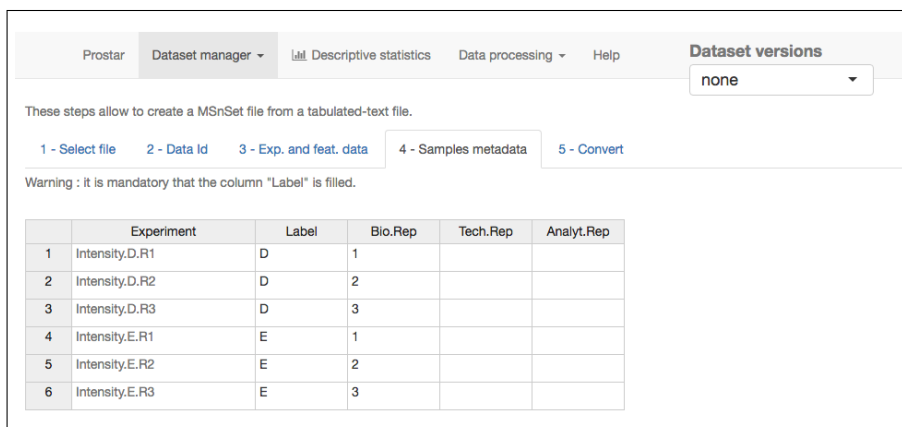 Prostar Dataset manager Descriptive statistics Data processing Help Dataset versions
none
These steps allow to create a MSnSet file from a tabulated-text file.
1 - Select file 2 - Data Id 3 - Exp. and feat. data 4 - Samples metadata 5 - Convert
Warning : it is mandatory that the column "Label" is filled.
Experiment Label Bio.Rep Tech.Rep Analyt.Rep
1 Intensity.D.R1 D 1
2 Intensity.D.R2 D 2
3 Intensity.D.R3 D 3
4 Intensity.E.R1 E 1
5 Intensity.E.R2 E 2
6 Intensity.E.R3 E 3